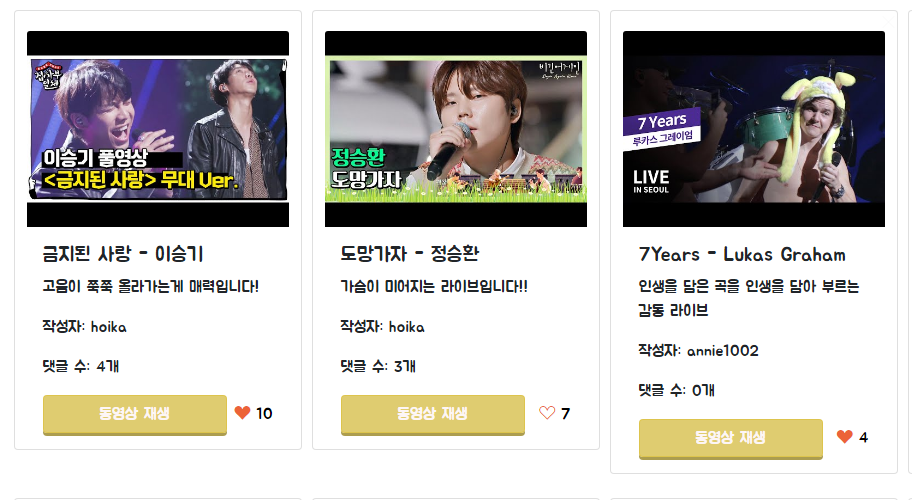 집사부일체
이승기 풀영상
<금지된 사랑> 무대 Ver.
금지된 사랑 - 이승기
고음이 쭉쭉 올라가는게 매력입니다!
작성자: hoika
댓글 수: 4개
동영상 재생
10
비긴어게인
정승환
도망가자
도망가자 - 정승환
가슴이 미어지는 라이브입니다!!
작성자: hoika
댓글 수: 3개
동영상 재생
7
7 Years
루카스 그레이엄
LIVE
IN SEOUL
7Years - Lukas Graham
인생을 담은 곡을 인생을 담아 부르는
감동 라이브
작성자: annie1002
댓글 수: 0개
동영상 재생
4